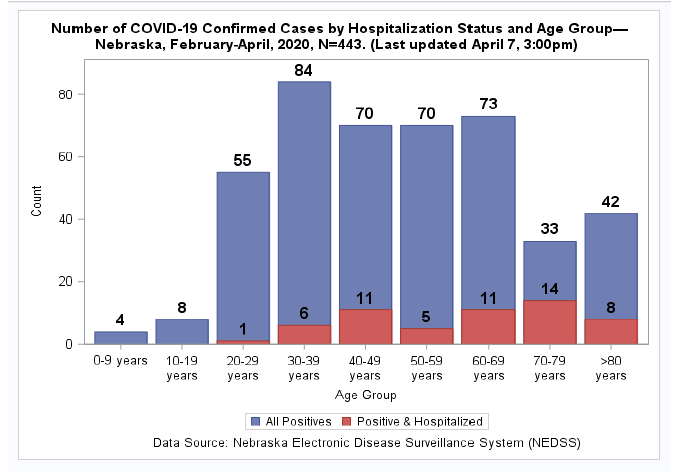 Number of COVID-19 Confirmed Cases by Hospitalization Status and Age Group—
Nebraska, February-April, 2020, N=443. (Last updated April 7, 3:00pm)
Count
80
60
40
20
0
4
8
55
84
70
70
73
33
42
1
6
11
5
11
14
8
0-9 years
10-19 years
20-29 years
30-39 years
40-49 years
50-59 years
60-69 years
70-79 years
>80 years
Age Group
All Positives
Positive & Hospitalized
Data Source: Nebraska Electronic Disease Surveillance System (NEDSS)